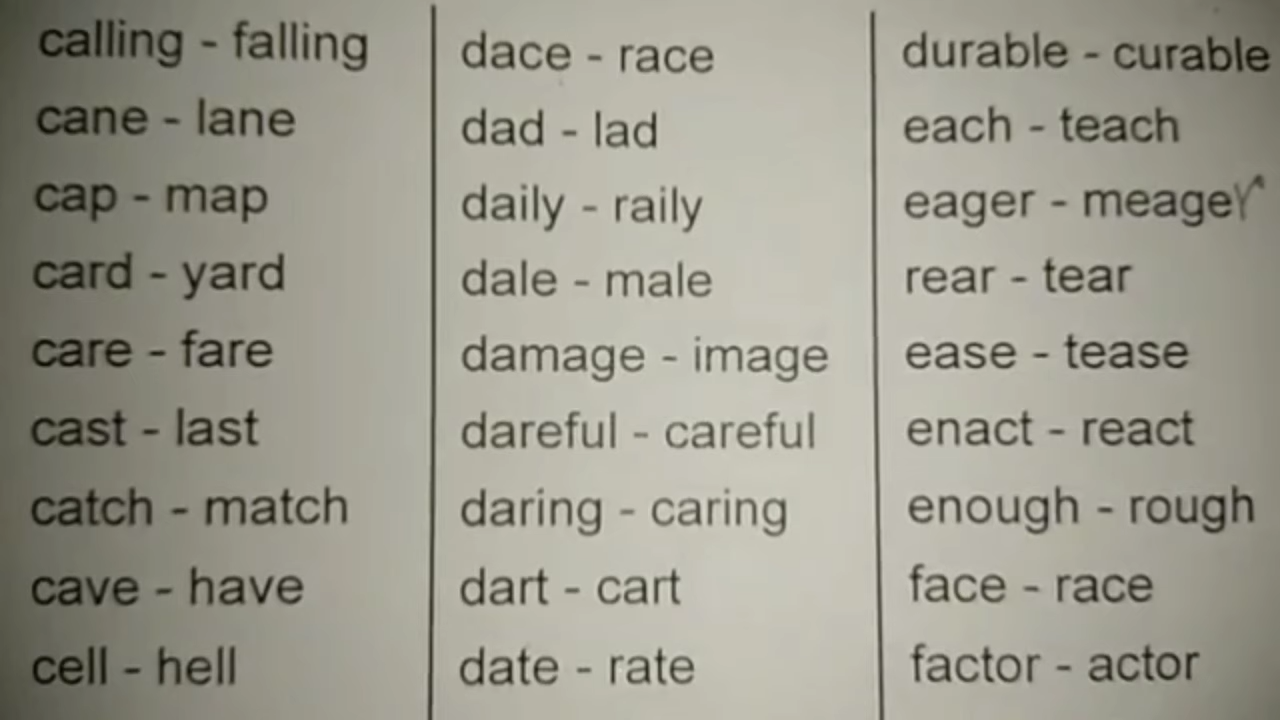 calling - falling
cane - lane
cap - map
card - yard
care - fare
cast - last
catch - match
cave - have
cell - hell
dace - race
dad - lad
daily - raily
dale - male
damage - image
dareful - careful
daring - caring
dart - cart
date - rate
durable - curable
each - teach
eager - meager
rear - tear
ease - tease
enact - react
enough - rough
face - race
factor - actor